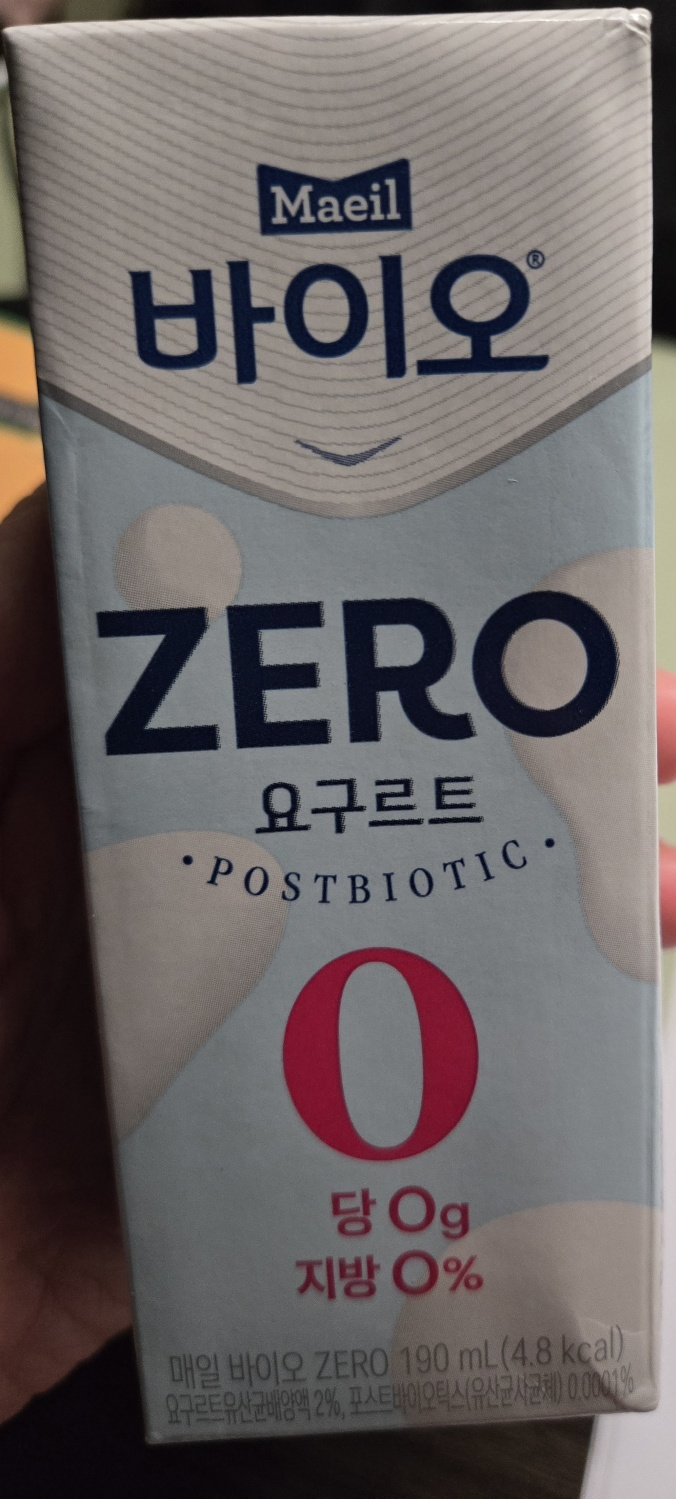 Maeil
바이오®
ZERO
요구르트
• POSTBIOTIC •
0
당 0g
지방 0%
매일 바이오 ZERO 190 mL(4.8 kcal)
요구르트유산균배양액 2%, 포스트바이오틱스(유산균사균체) 0.0001%